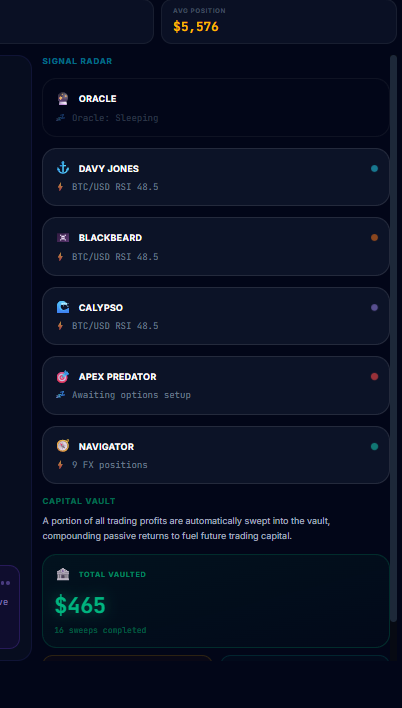 AVG POSITION
$5,576
SIGNAL RADAR
ORACLE
Oracle: Sleeping
DAVY JONES
BTC/USD RSI 48.5
BLACKBEARD
BTC/USD RSI 48.5
CALYPSO
BTC/USD RSI 48.5
APEX PREDATOR
Awaiting options setup
NAVIGATOR
9 FX positions
CAPITAL VAULT
A portion of all trading profits are automatically swept into the vault,
compounding passive returns to fuel future trading capital.
TOTAL VAULTED
$465
16 sweeps completed